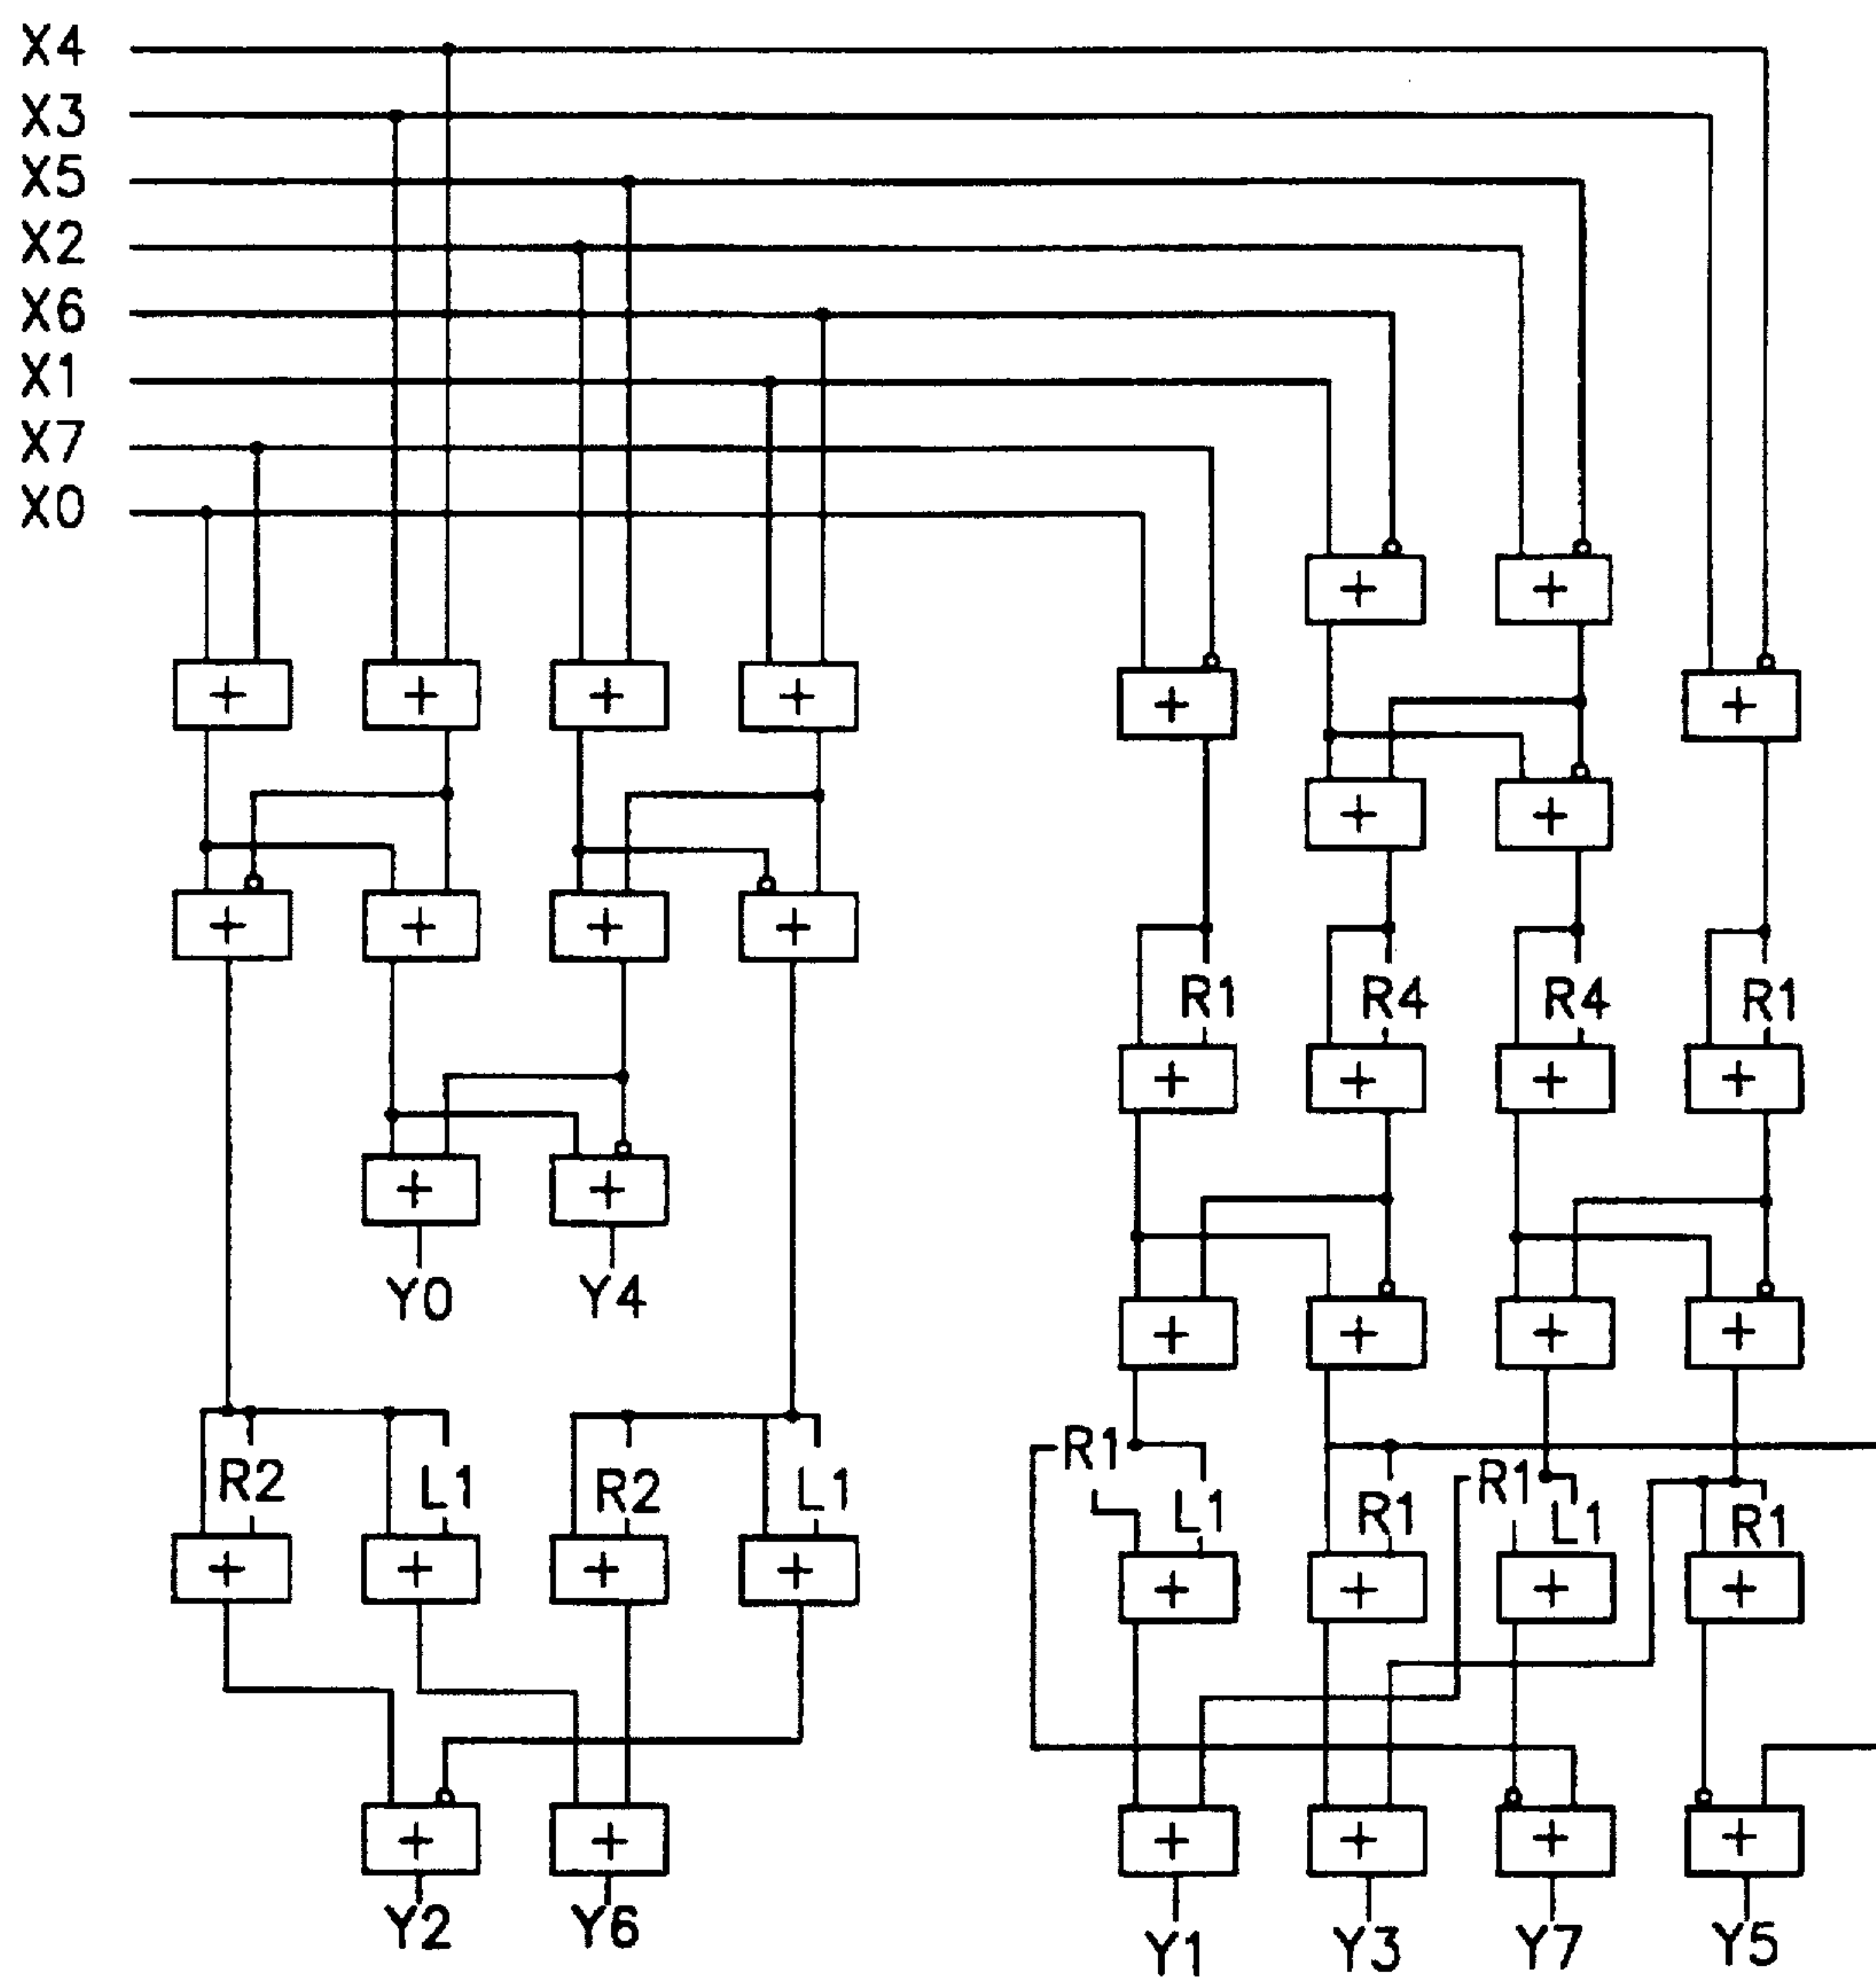 X4
X3
X5
X2
X6
X1
X7
X0
+ +
+ + + + + +
+ +
+ + + +
R1 R4 R4 R1
+ + + +
+ +
Y0 Y4
+ + + +
R1 R1
R2 L1 R2 L1 L1 R1 L1 R1
+ + + + + + + +
+ + + + + +
Y2 Y6 Y1 Y3 Y7 Y5